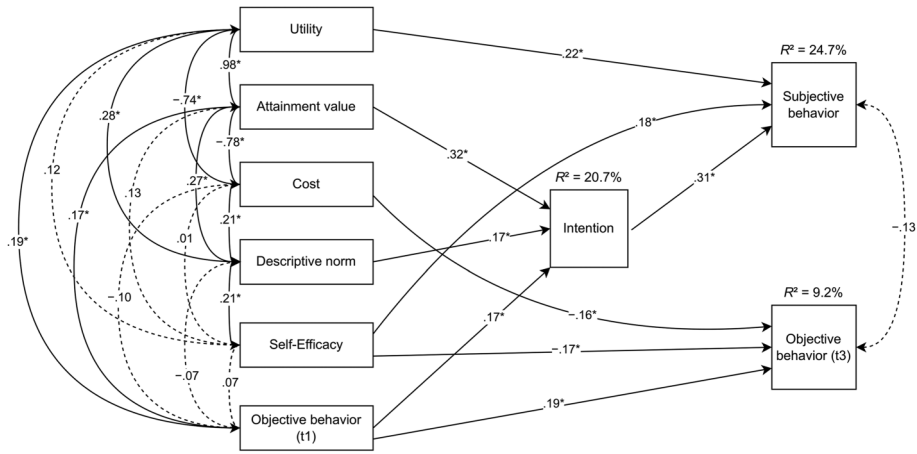 Utility
R² = 24.7%
.98*
.22*
Subjective
behavior
−.74*
Attainment value
.28*
.18*
−.78*
.32*
.12
.13
.27*
Cost
R² = 20.7%
.31*
.17*
.21*
Intention
−.13
.19*
.01
.17*
Descriptive norm
−.10
.21*
R² = 9.2%
.17*
−.16*
Self-Efficacy
−.17*
Objective
behavior (t3)
−.07
.07
.19*
Objective behavior
(t1)